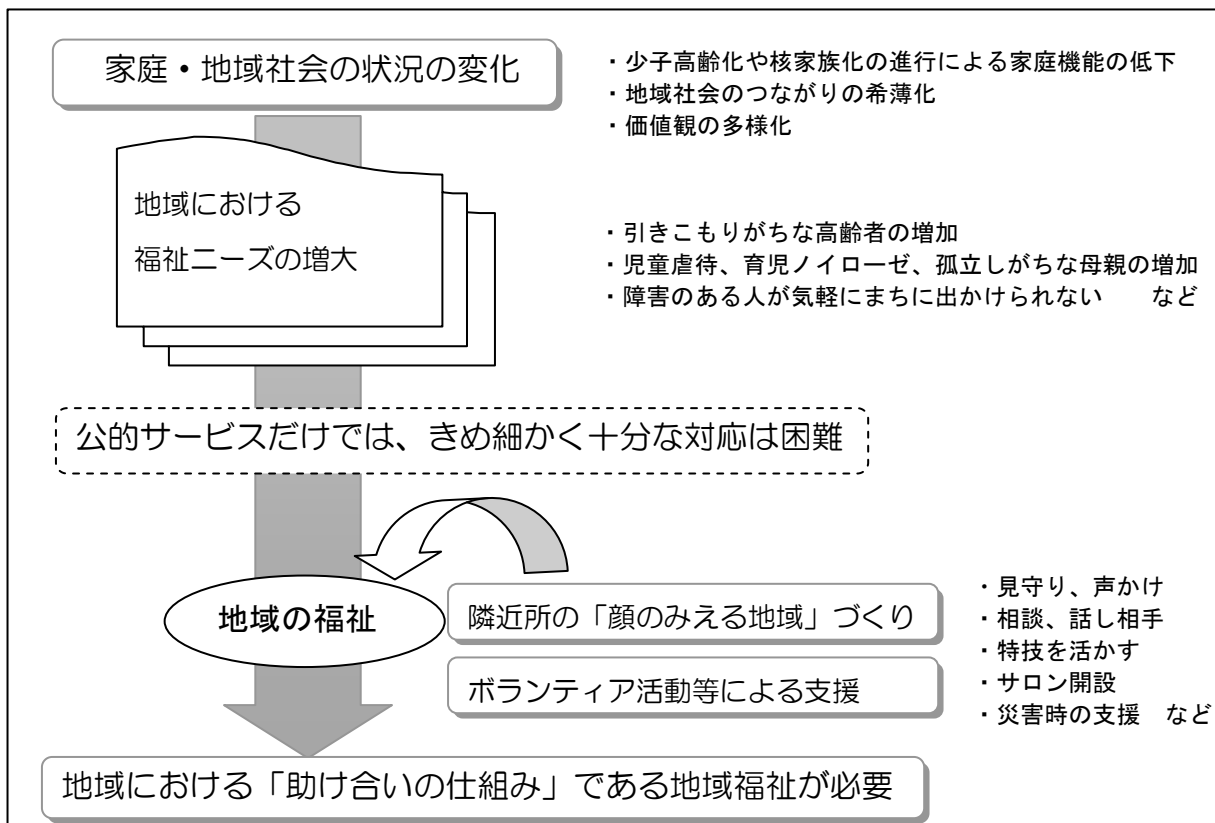 家庭・地域社会の状況の変化
・少子高齢化や核家族化の進行による家庭機能の低下
・地域社会のつながりの希薄化
・価値観の多様化
地域における
福祉ニーズの増大
・引きこもりがちな高齢者の増加
・児童虐待、育児ノイローゼ、孤立しがちな母親の増加
・障害のある人が気軽にまちに出かけられない　　など
公的サービスだけでは、きめ細かく十分な対応は困難
地域の福祉
隣近所の「顔のみえる地域」づくり
ボランティア活動等による支援
・見守り、声かけ
・相談、話し相手
・特技を活かす
・サロン開設
・災害時の支援　など
地域における「助け合いの仕組み」である地域福祉が必要